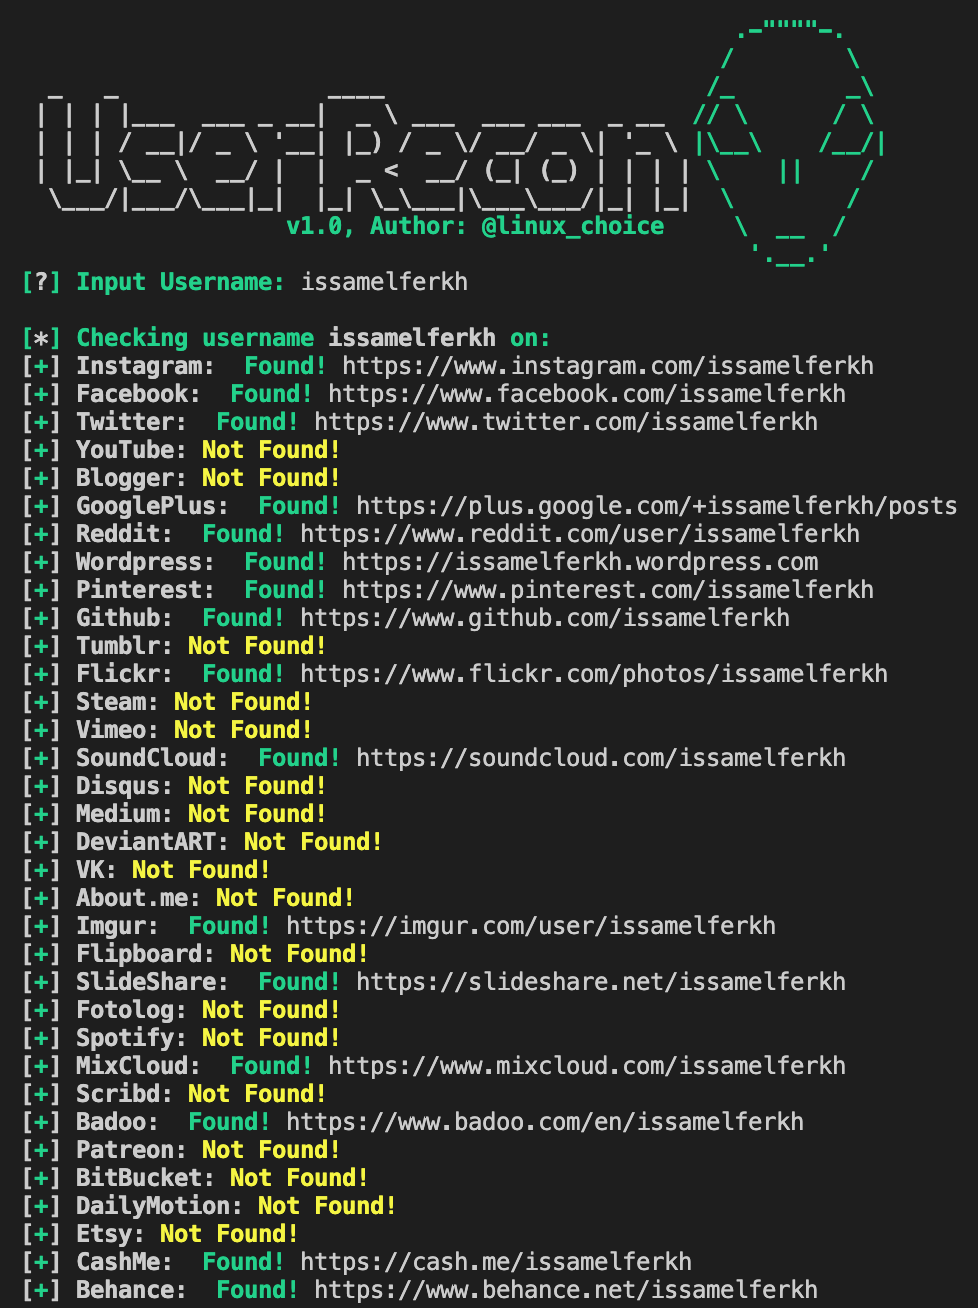 UserRecon
v1.0, Author: @linux_choice
[?] Input Username: issamelferkh
[*] Checking username issamelferkh on:
[+] Instagram: Found! https://www.instagram.com/issamelferkh
[+] Facebook: Found! https://www.facebook.com/issamelferkh
[+] Twitter: Found! https://www.twitter.com/issamelferkh
[+] YouTube: Not Found!
[+] Blogger: Not Found!
[+] GooglePlus: Found! https://plus.google.com/+issamelferkh/posts
[+] Reddit: Found! https://www.reddit.com/user/issamelferkh
[+] Wordpress: Found! https://issamelferkh.wordpress.com
[+] Pinterest: Found! https://www.pinterest.com/issamelferkh
[+] Github: Found! https://www.github.com/issamelferkh
[+] Tumblr: Not Found!
[+] Flickr: Found! https://www.flickr.com/photos/issamelferkh
[+] Steam: Not Found!
[+] Vimeo: Not Found!
[+] SoundCloud: Found! https://soundcloud.com/issamelferkh
[+] Disqus: Not Found!
[+] Medium: Not Found!
[+] DeviantART: Not Found!
[+] VK: Not Found!
[+] About.me: Not Found!
[+] Imgur: Found! https://imgur.com/user/issamelferkh
[+] Flipboard: Not Found!
[+] SlideShare: Found! https://slideshare.net/issamelferkh
[+] Fotolog: Not Found!
[+] Spotify: Not Found!
[+] MixCloud: Found! https://www.mixcloud.com/issamelferkh
[+] Scribd: Not Found!
[+] Badoo: Found! https://www.badoo.com/en/issamelferkh
[+] Patreon: Not Found!
[+] BitBucket: Not Found!
[+] DailyMotion: Not Found!
[+] Etsy: Not Found!
[+] CashMe: Found! https://cash.me/issamelferkh
[+] Behance: Found! https://www.behance.net/issamelferkh